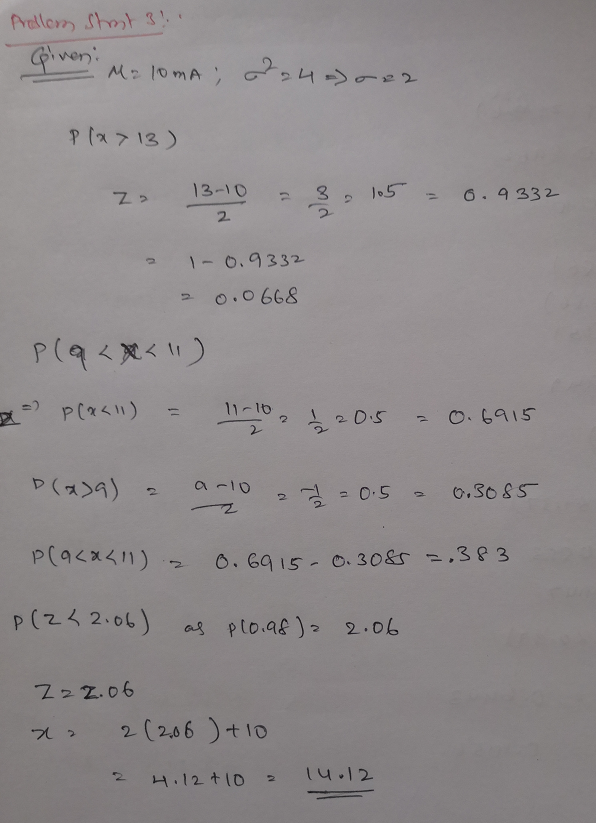 Problem Sheet 3:
Given: M = 10mA ; σ² = 4 => σ = 2
P(x > 13)
Z = 13-10/2 = 3/2 = 1.5 = 0.9332
= 1 - 0.9332
= 0.0668
P(9 < x < 11)
=> P(x<11) = 11-10/2 = 1/2 = 0.5 = 0.6915
P(x>9) = 9-10/2 = -1/2 = 0.5 = 0.3085
P(9<x<11) = 0.6915 - 0.3085 = .383
P(Z < 2.06) as P(0.98) = 2.06
Z = 2.06
x = 2(2.06) + 10
= 4.12 + 10 = 14.12